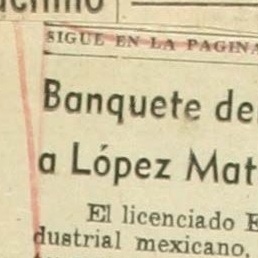 SIGUE EN LA PAGINA
Banquete de
a López Mat
El licenciado E
dustrial mexicano,